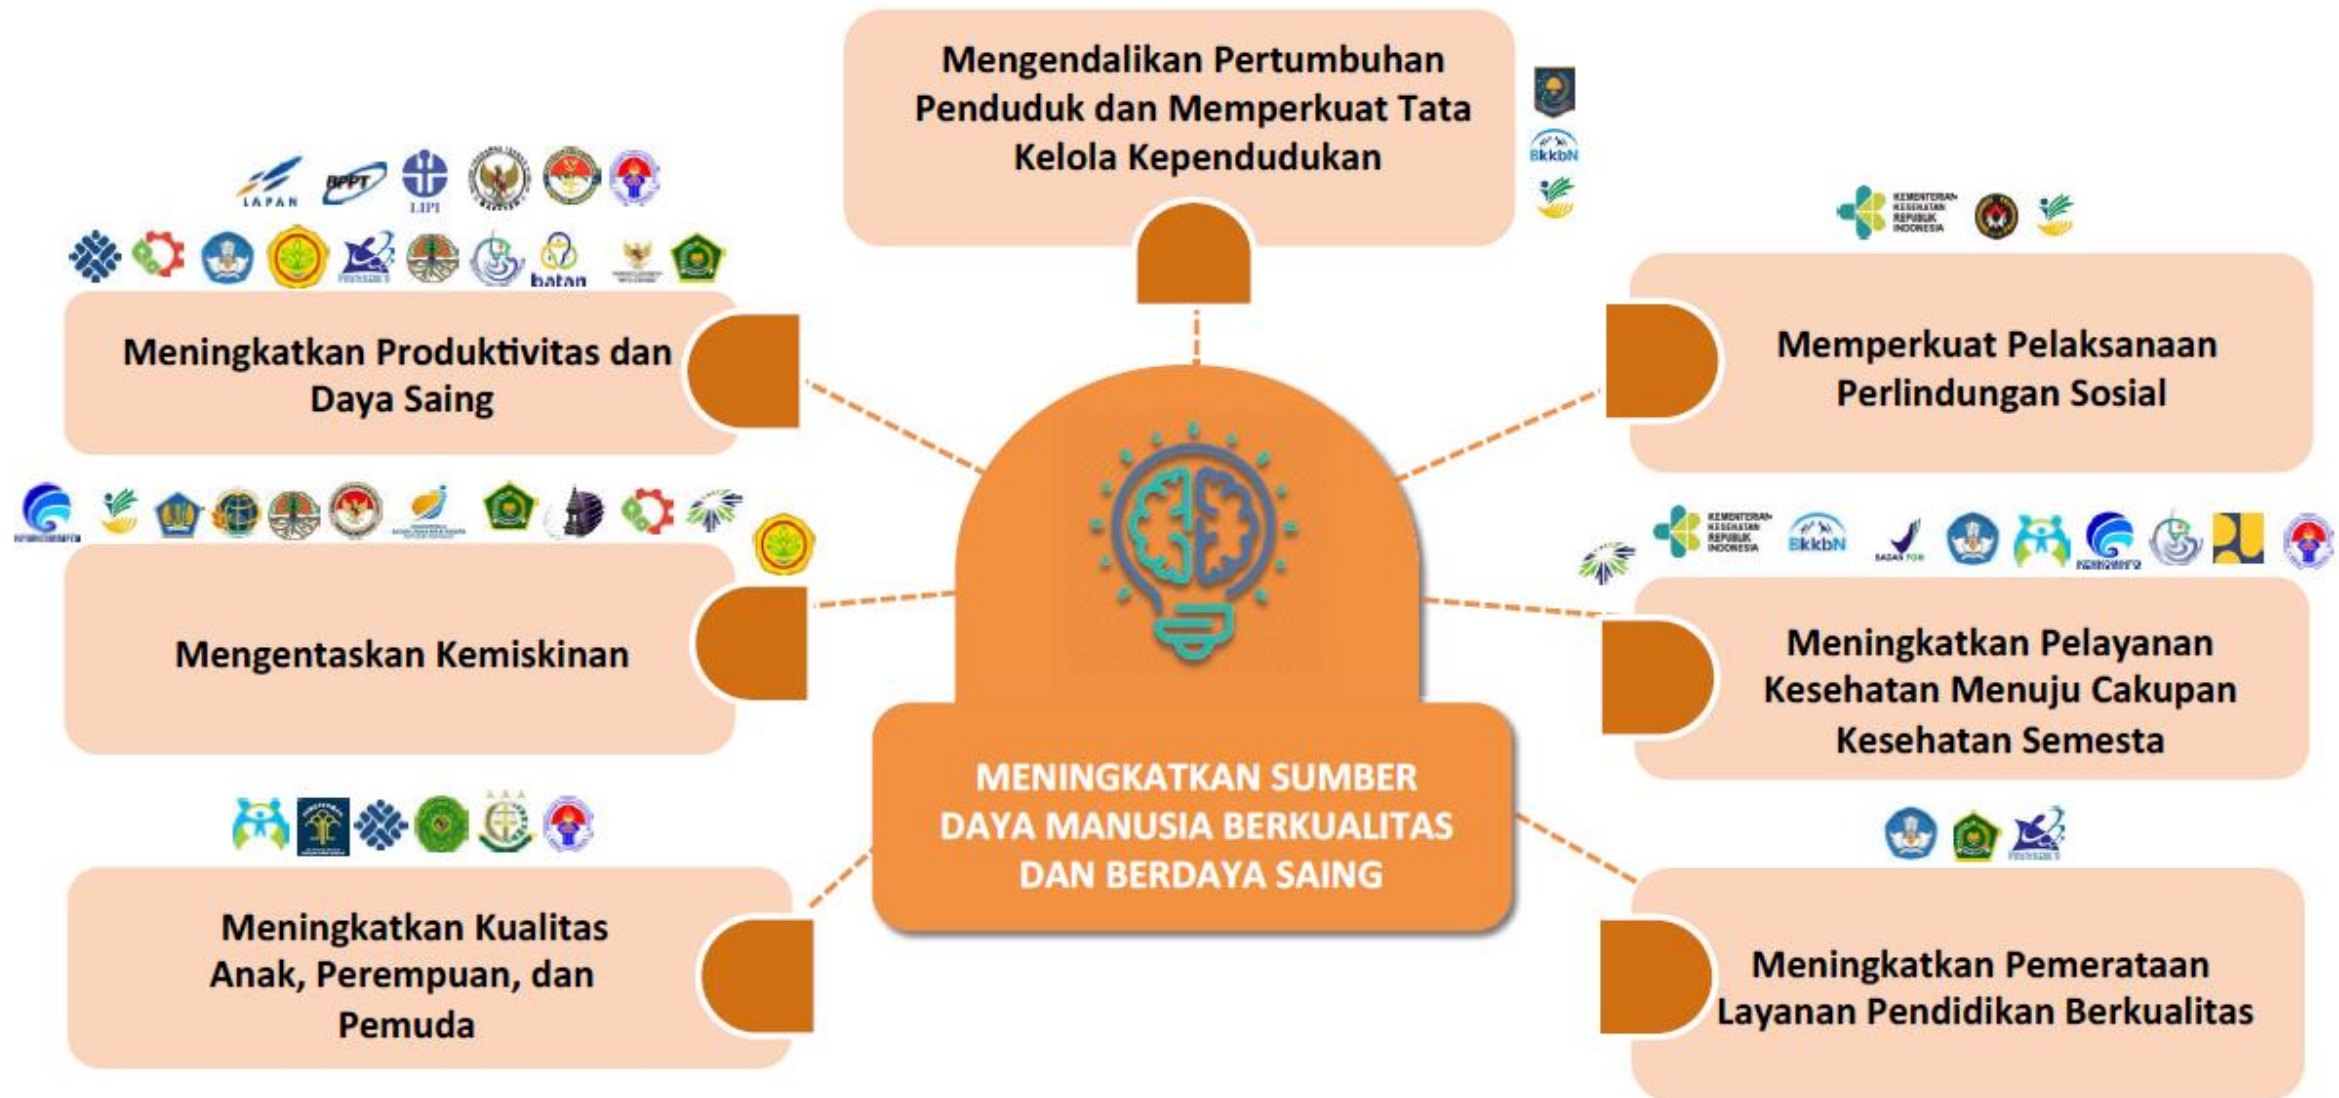 Mengendalikan Pertumbuhan
Penduduk dan Memperkuat Tata
Kelola Kependudukan
BkkbN
LAPAN
BPPT
LIPI
batan
Meningkatkan Produktivitas dan
Daya Saing
KEMENTERIAN
KESEHATAN
REPUBLIK
INDONESIA
Memperkuat Pelaksanaan
Perlindungan Sosial
Mengentaskan Kemiskinan
KEMENTERIAN
KESEHATAN
REPUBLIK
INDONESIA
BkkbN
BADAN POM
KEMKOMINFO
Meningkatkan Pelayanan
Kesehatan Menuju Cakupan
Kesehatan Semesta
MENINGKATKAN SUMBER
DAYA MANUSIA BERKUALITAS
DAN BERDAYA SAING
Meningkatkan Kualitas
Anak, Perempuan, dan
Pemuda
Meningkatkan Pemerataan
Layanan Pendidikan Berkualitas